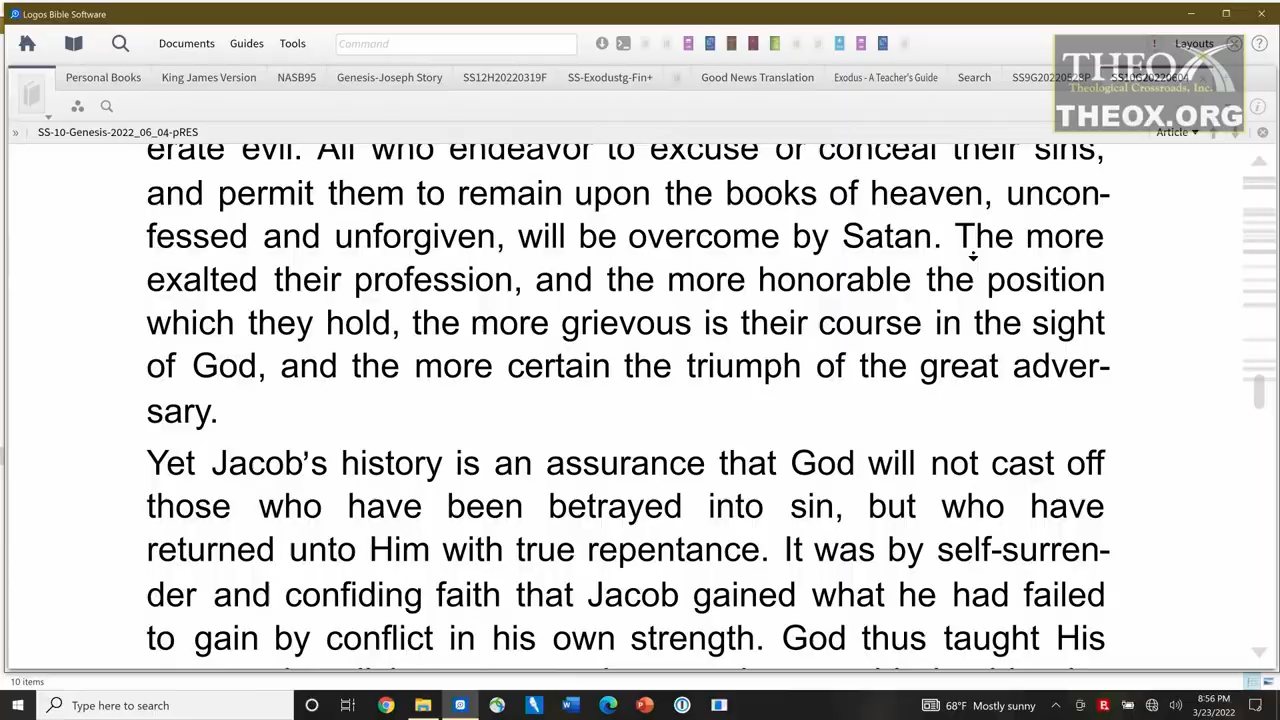 Logos Bible Software
Documents Guides Tools Command Layouts
Personal Books King James Version NASB95 Genesis-Jose SS12H20220319F SS-Exodustg-Fin+ Good News Translation Exodus - A Teacher's Guide Search
THEOX
Theological Crossroads, Inc.
THEOX.ORG
SS-10-Genesis-2022_06_04-pRES Article
erate evil. All who endeavor to excuse or conceal their sins,
and permit them to remain upon the books of heaven, uncon-
fessed and unforgiven, will be overcome by Satan. The more
exalted their profession, and the more honorable the position
which they hold, the more grievous is their course in the sight
of God, and the more certain the triumph of the great adver-
sary.
Yet Jacob's history is an assurance that God will not cast off
those who have been betrayed into sin, but who have
returned unto Him with true repentance. It was by self-surren-
der and confiding faith that Jacob gained what he had failed
to gain by conflict in his own strength. God thus taught His
10 items
Type here to search
68°F Mostly sunny
8:56 PM
3/23/2022